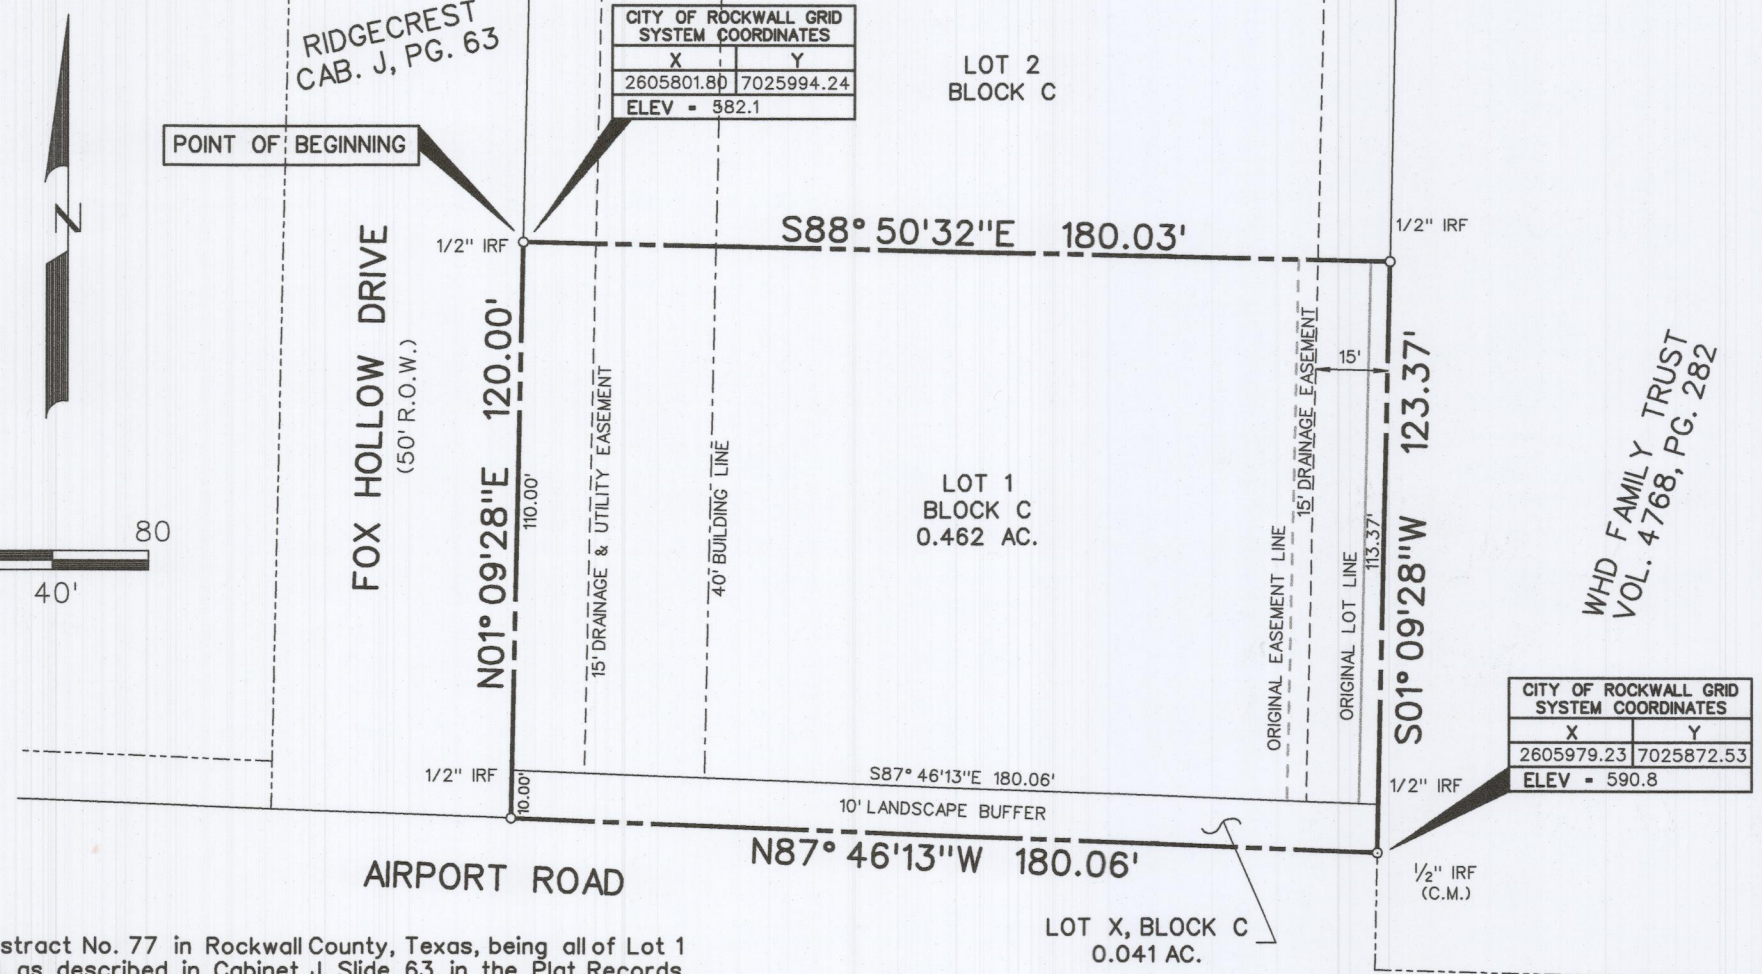 RIDGECREST
CAB. J, PG. 63
CITY OF ROCKWALL GRID
SYSTEM COORDINATES
X Y
2605801.80 7025994.24
ELEV = 582.1
LOT 2
BLOCK C
POINT OF BEGINNING
N
1/2" IRF
S88° 50'32"E 180.03'
1/2" IRF
FOX HOLLOW DRIVE
(50' R.O.W.)
N01° 09'28"E 120.00'
110.00'
15' DRAINAGE & UTILITY EASEMENT
40' BUILDING LINE
LOT 1
BLOCK C
0.462 AC.
ORIGINAL EASEMENT LINE
15' DRAINAGE EASEMENT
15'
ORIGINAL LOT LINE
113.37'
S01° 09'28"W 123.37'
WHD FAMILY TRUST
VOL. 4768, PG. 282
80
40'
CITY OF ROCKWALL GRID
SYSTEM COORDINATES
X Y
2605979.23 7025872.53
ELEV = 590.8
1/2" IRF
10.00'
S87° 46'13"E 180.06'
1/2" IRF
10' LANDSCAPE BUFFER
N87° 46'13"W 180.06'
AIRPORT ROAD
1/2" IRF
(C.M.)
LOT X, BLOCK C
0.041 AC.
stract No. 77 in Rockwall County, Texas, being all of Lot 1
as described in Cabinet J, Slide 63 in the Plat Records